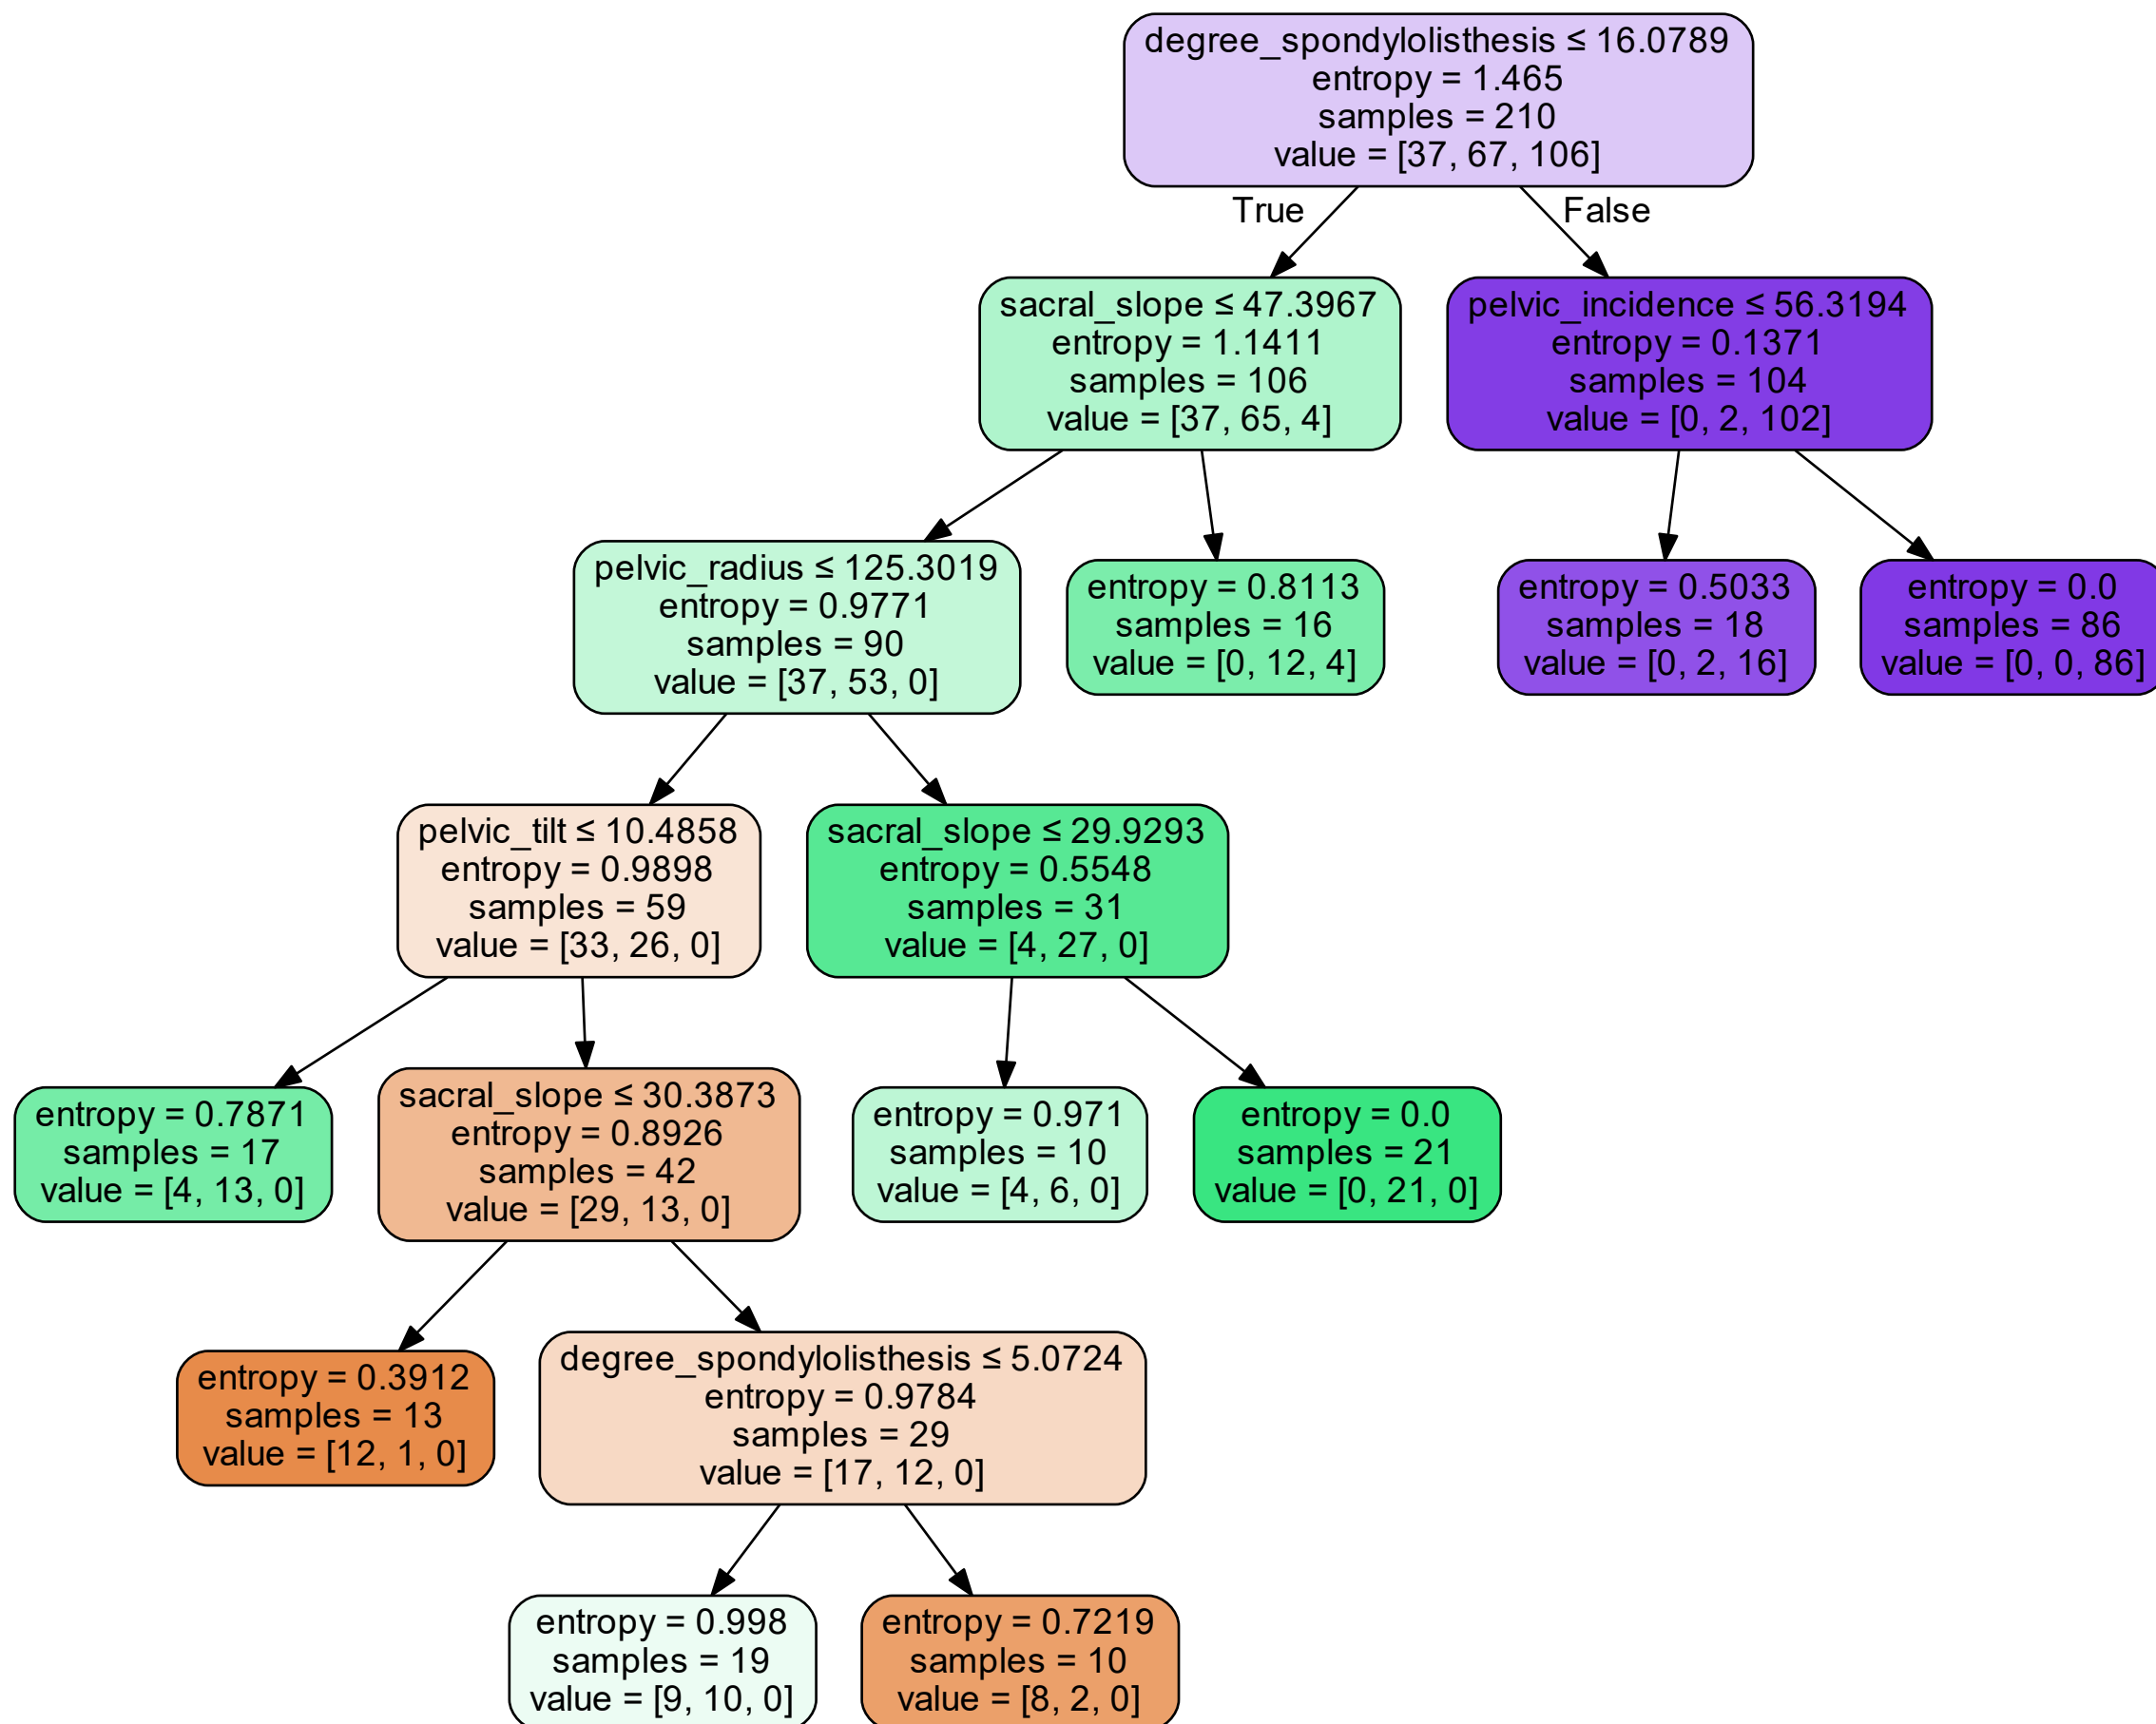 degree_spondylolisthesis ≤ 16.0789
entropy = 1.465
samples = 210
value = [37, 67, 106]
True
False
sacral_slope ≤ 47.3967
entropy = 1.1411
samples = 106
value = [37, 65, 4]
pelvic_incidence ≤ 56.3194
entropy = 0.1371
samples = 104
value = [0, 2, 102]
pelvic_radius ≤ 125.3019
entropy = 0.9771
samples = 90
value = [37, 53, 0]
entropy = 0.8113
samples = 16
value = [0, 12, 4]
entropy = 0.5033
samples = 18
value = [0, 2, 16]
entropy = 0.0
samples = 86
value = [0, 0, 86]
pelvic_tilt ≤ 10.4858
entropy = 0.9898
samples = 59
value = [33, 26, 0]
sacral_slope ≤ 29.9293
entropy = 0.5548
samples = 31
value = [4, 27, 0]
entropy = 0.7871
samples = 17
value = [4, 13, 0]
sacral_slope ≤ 30.3873
entropy = 0.8926
samples = 42
value = [29, 13, 0]
entropy = 0.971
samples = 10
value = [4, 6, 0]
entropy = 0.0
samples = 21
value = [0, 21, 0]
entropy = 0.3912
samples = 13
value = [12, 1, 0]
degree_spondylolisthesis ≤ 5.0724
entropy = 0.9784
samples = 29
value = [17, 12, 0]
entropy = 0.998
samples = 19
value = [9, 10, 0]
entropy = 0.7219
samples = 10
value = [8, 2, 0]